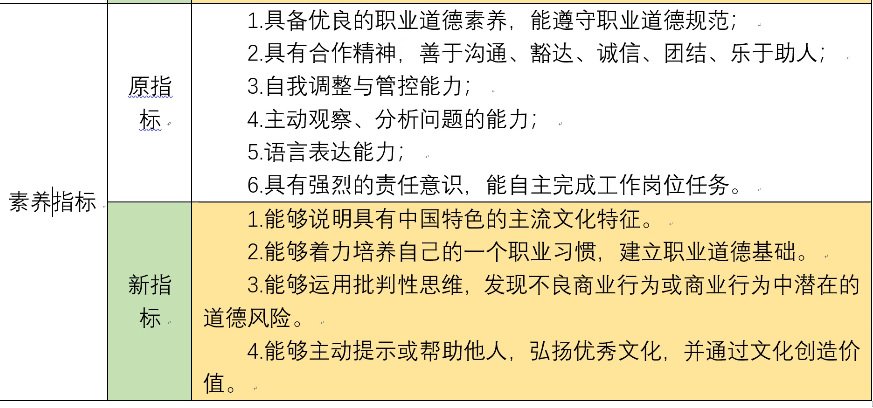 素养指标
原指
标
1.具备优良的职业道德素养，能遵守职业道德规范；
2.具有合作精神，善于沟通、豁达、诚信、团结、乐于助人；
3.自我调整与管控能力；
4.主动观察、分析问题的能力；
5.语言表达能力；
6.具有强烈的责任意识，能自主完成工作岗位任务。
新指
标
1.能够说明具有中国特色的主流文化特征。
2.能够着力培养自己的一个职业习惯，建立职业道德基础。
3.能够运用批判性思维，发现不良商业行为或商业行为中潜在的
道德风险。
4.能够主动提示或帮助他人，弘扬优秀文化，并通过文化创造价
值。